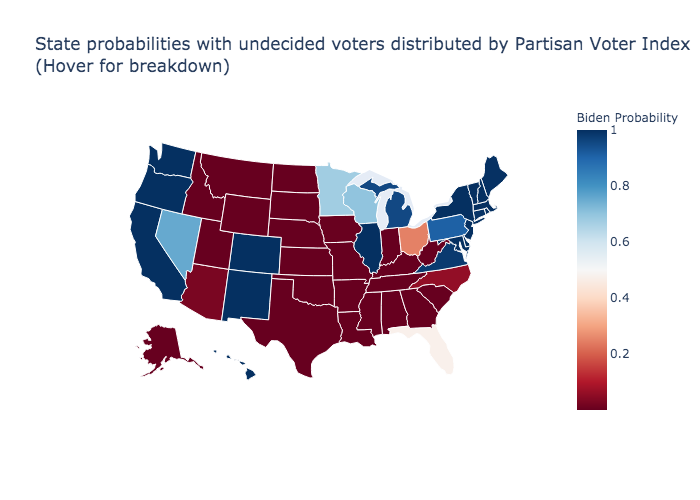 State probabilities with undecided voters distributed by Partisan Voter Index
(Hover for breakdown)
Biden Probability
1
0.8
0.6
0.4
0.2